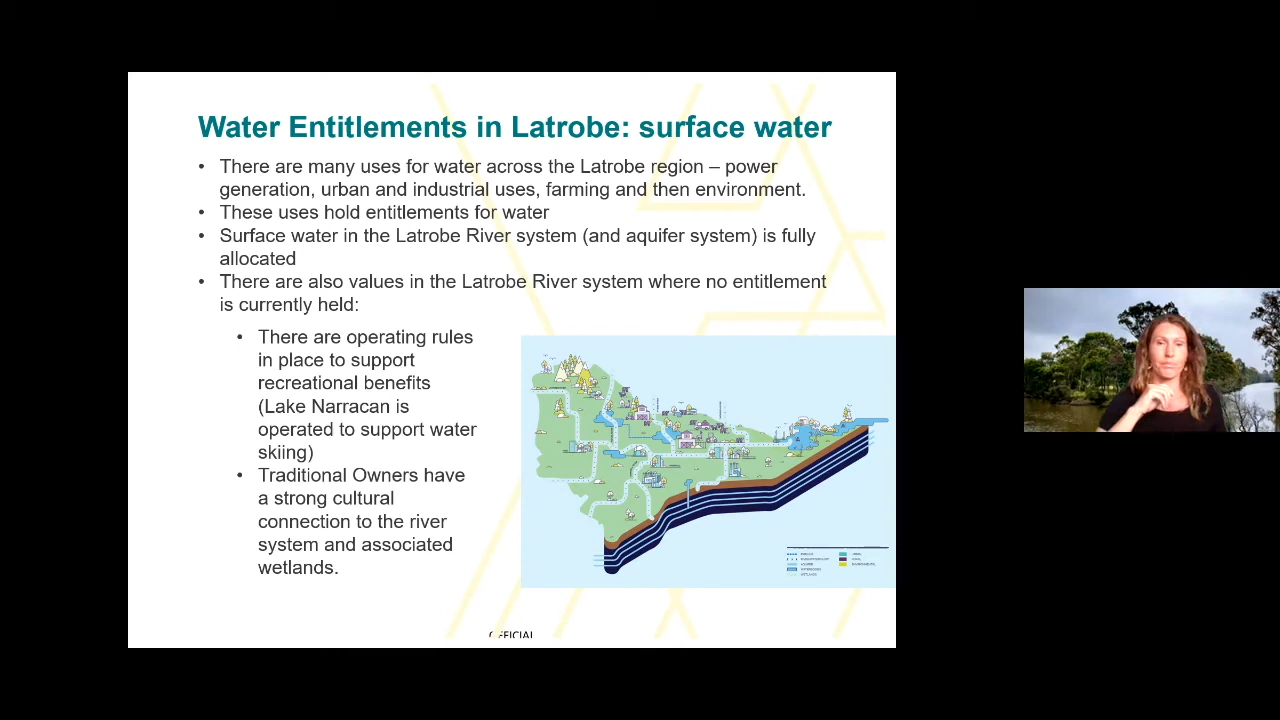 Water Entitlements in Latrobe: surface water
• There are many uses for water across the Latrobe region – power
generation, urban and industrial uses, farming and then environment.
• These uses hold entitlements for water
• Surface water in the Latrobe River system (and aquifer system) is fully
allocated
• There are also values in the Latrobe River system where no entitlement
is currently held:
• There are operating rules
in place to support
recreational benefits
(Lake Narracan is
operated to support water
skiing)
• Traditional Owners have
a strong cultural
connection to the river
system and associated
wetlands.
WETLANDS
OFFICIAL